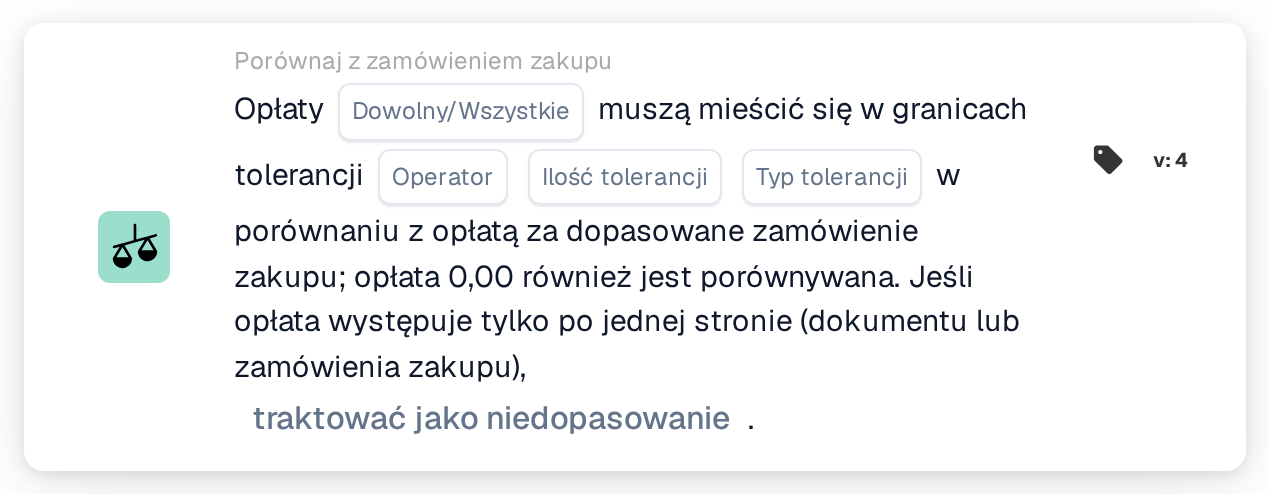 Porównaj z zamówieniem zakupu
Opłaty Dowolny/Wszystkie muszą mieścić się w granicach
tolerancji Operator Ilość tolerancji Typ tolerancji w
porównaniu z opłatą za dopasowane zamówienie
zakupu; opłata 0,00 również jest porównywana. Jeśli
opłata występuje tylko po jednej stronie (dokumentu lub
zamówienia zakupu),
traktować jako niedopasowanie .
v: 4